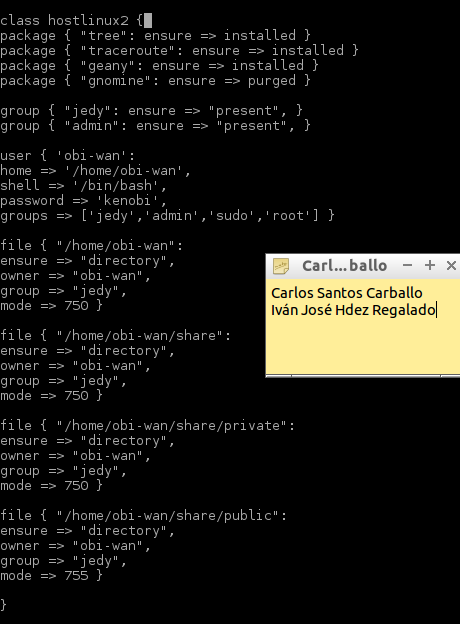 class hostlinux2 {
package { "tree": ensure => installed }
package { "traceroute": ensure => installed }
package { "geany": ensure => installed }
package { "gnomine": ensure => purged }
group { "jedy": ensure => "present", }
group { "admin": ensure => "present", }
user { 'obi-wan':
home => '/home/obi-wan',
shell => '/bin/bash',
password => 'kenobi',
groups => ['jedy','admin','sudo','root'] }
file { "/home/obi-wan":
ensure => "directory",
owner => "obi-wan",
group => "jedy",
mode => 750 }
file { "/home/obi-wan/share":
ensure => "directory",
owner => "obi-wan",
group => "jedy",
mode => 750 }
file { "/home/obi-wan/share/private":
ensure => "directory",
owner => "obi-wan",
group => "jedy",
mode => 750 }
file { "/home/obi-wan/share/public":
ensure => "directory",
owner => "obi-wan",
group => "jedy",
mode => 755 }
}
Carl...ballo
Carlos Santos Carballo
Iván José Hdez Regalado